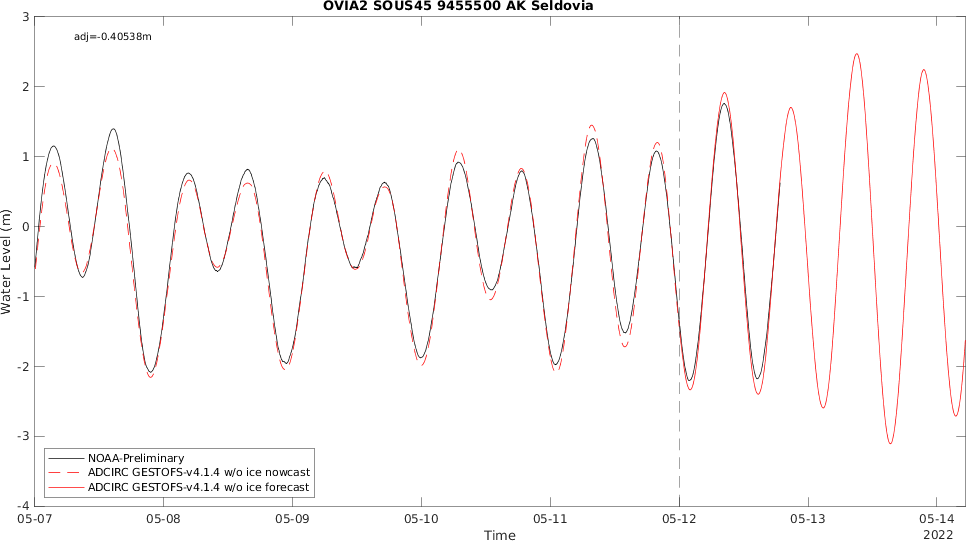 OVIA2 SOUS45 9455500 AK Seldovia
adj=-0.40538m
3
2
1
0
-1
-2
-3
-4
Water Level (m)
NOAA-Preliminary
ADCIRC GESTOFS-v4.1.4 w/o ice nowcast
ADCIRC GESTOFS-v4.1.4 w/o ice forecast
05-07 05-08 05-09 05-10 05-11 05-12 05-13 05-14
Time
2022